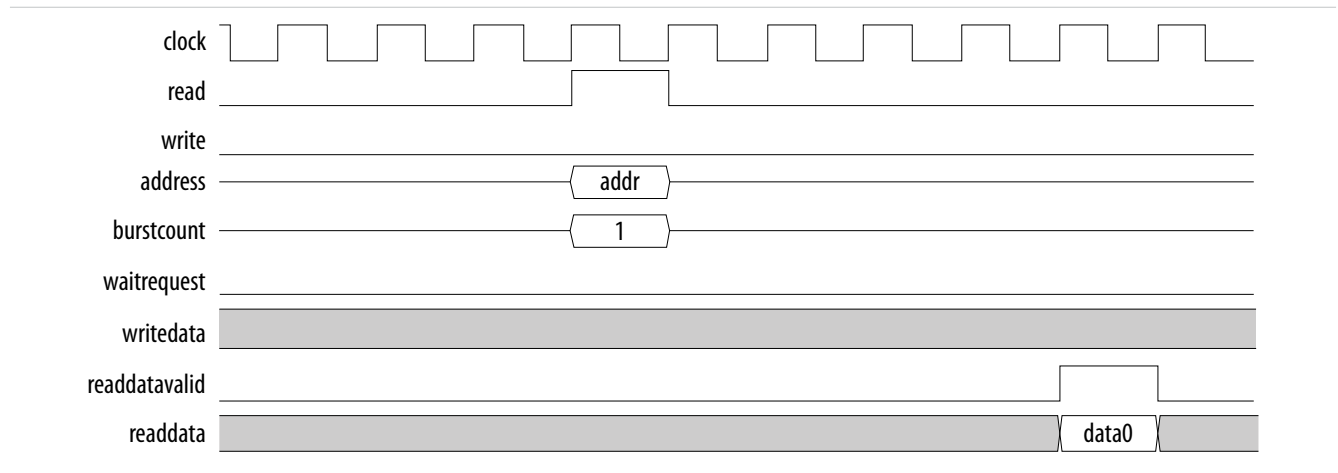 clock
read
write
address addr
burstcount 1
waitrequest
writedata
readdatavalid
readdata data0